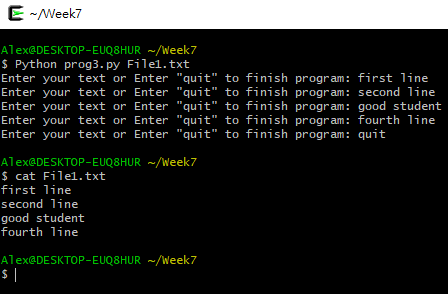 ~/Week7
Alex@DESKTOP-EUQ8HUR ~/Week7
$ Python prog3.py File1.txt
Enter your text or Enter "quit" to finish program: first line
Enter your text or Enter "quit" to finish program: second line
Enter your text or Enter "quit" to finish program: good student
Enter your text or Enter "quit" to finish program: fourth line
Enter your text or Enter "quit" to finish program: quit
Alex@DESKTOP-EUQ8HUR ~/Week7
$ cat File1.txt
first line
second line
good student
fourth line
Alex@DESKTOP-EUQ8HUR ~/Week7
$